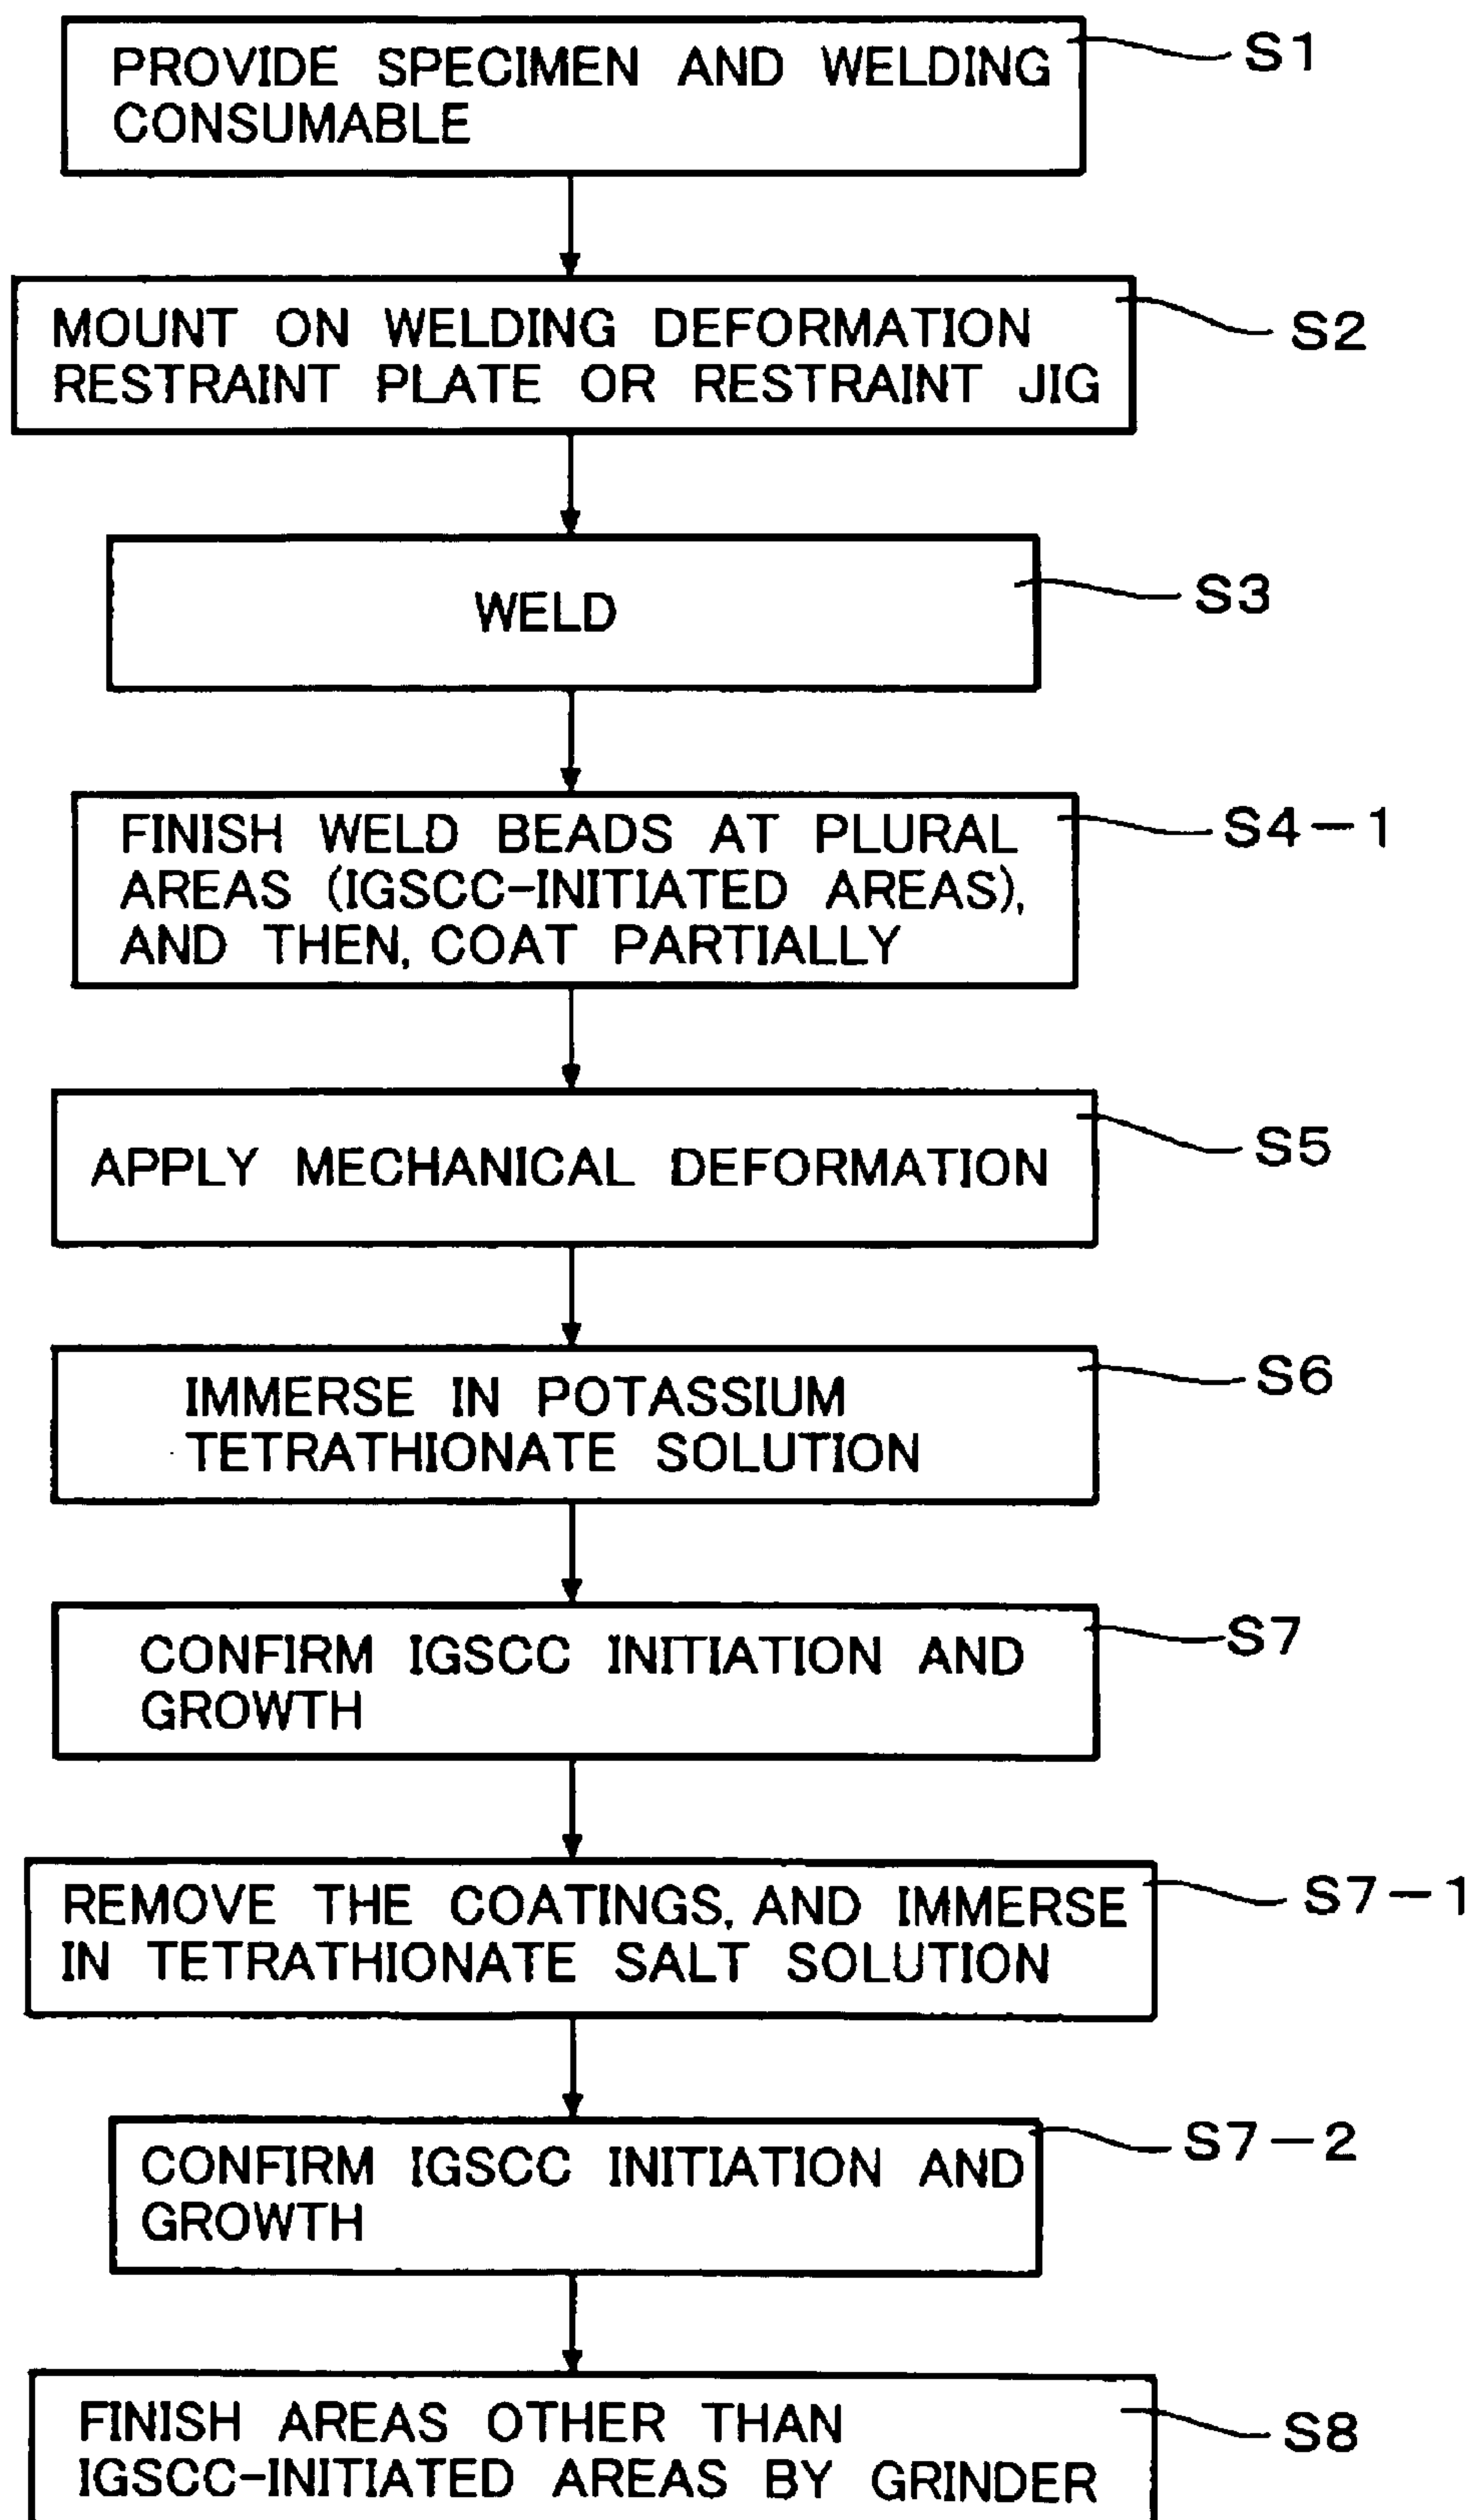 PROVIDE SPECIMEN AND WELDING
CONSUMABLE
S1
MOUNT ON WELDING DEFORMATION
RESTRAINT PLATE OR RESTRAINT JIG
S2
WELD
S3
FINISH WELD BEADS AT PLURAL
AREAS (IGSCC-INITIATED AREAS),
AND THEN, COAT PARTIALLY
S4-1
APPLY MECHANICAL DEFORMATION
S5
IMMERSE IN POTASSIUM
TETRATHIONATE SOLUTION
S6
CONFIRM IGSCC INITIATION AND
GROWTH
S7
REMOVE THE COATINGS, AND IMMERSE
IN TETRATHIONATE SALT SOLUTION
S7-1
CONFIRM IGSCC INITIATION AND
GROWTH
S7-2
FINISH AREAS OTHER THAN
IGSCC-INITIATED AREAS BY GRINDER
S8